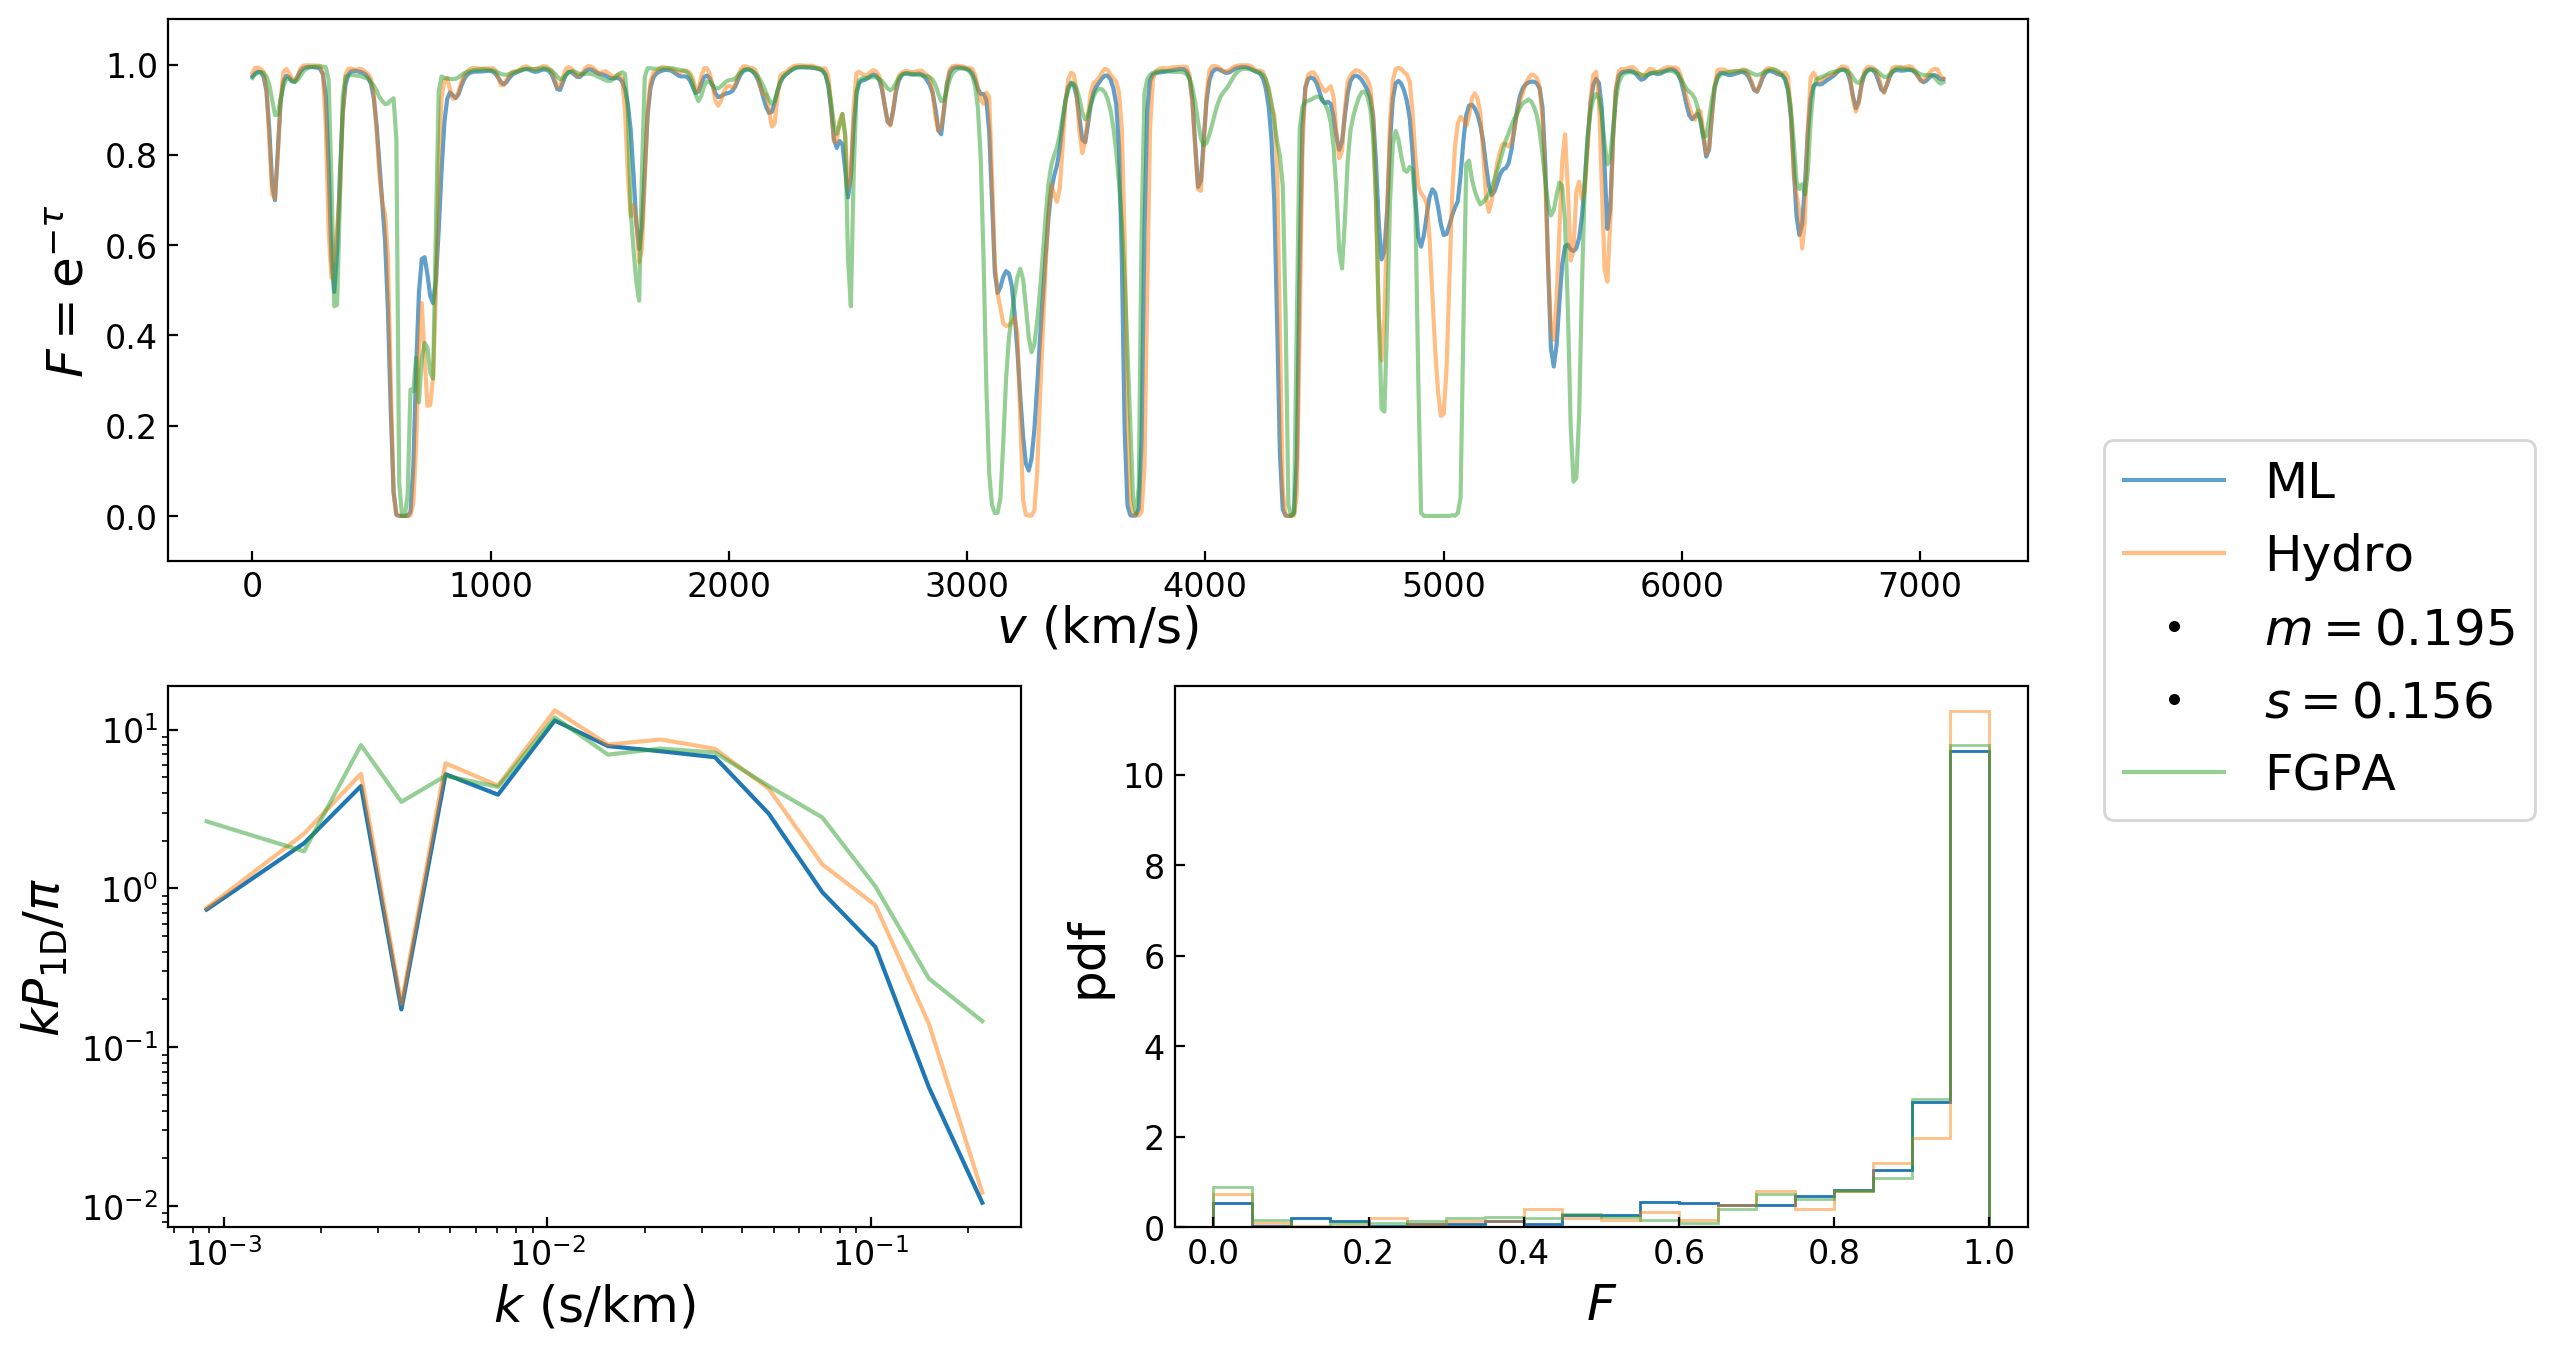 1.0
0.8
0.6
0.4
0.2
0.0
F = e^{−τ}
0 1000 2000 3000 4000 5000 6000 7000
v (km/s)
ML
Hydro
m = 0.195
s = 0.156
FGPA
10^1
10^0
10^{−1}
10^{−2}
kP_{1D}/π
10^{−3} 10^{−2} 10^{−1}
k (s/km)
10
8
6
4
2
0
pdf
0.0 0.2 0.4 0.6 0.8 1.0
F